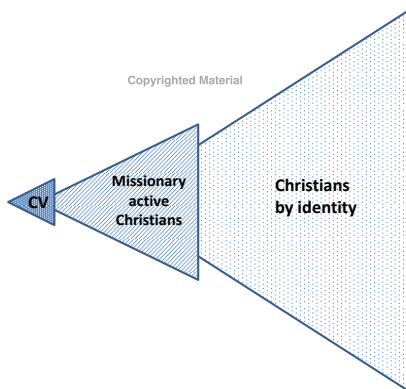 Copyrighted Material
CV
Missionary
active
Christians
Christians
by identity